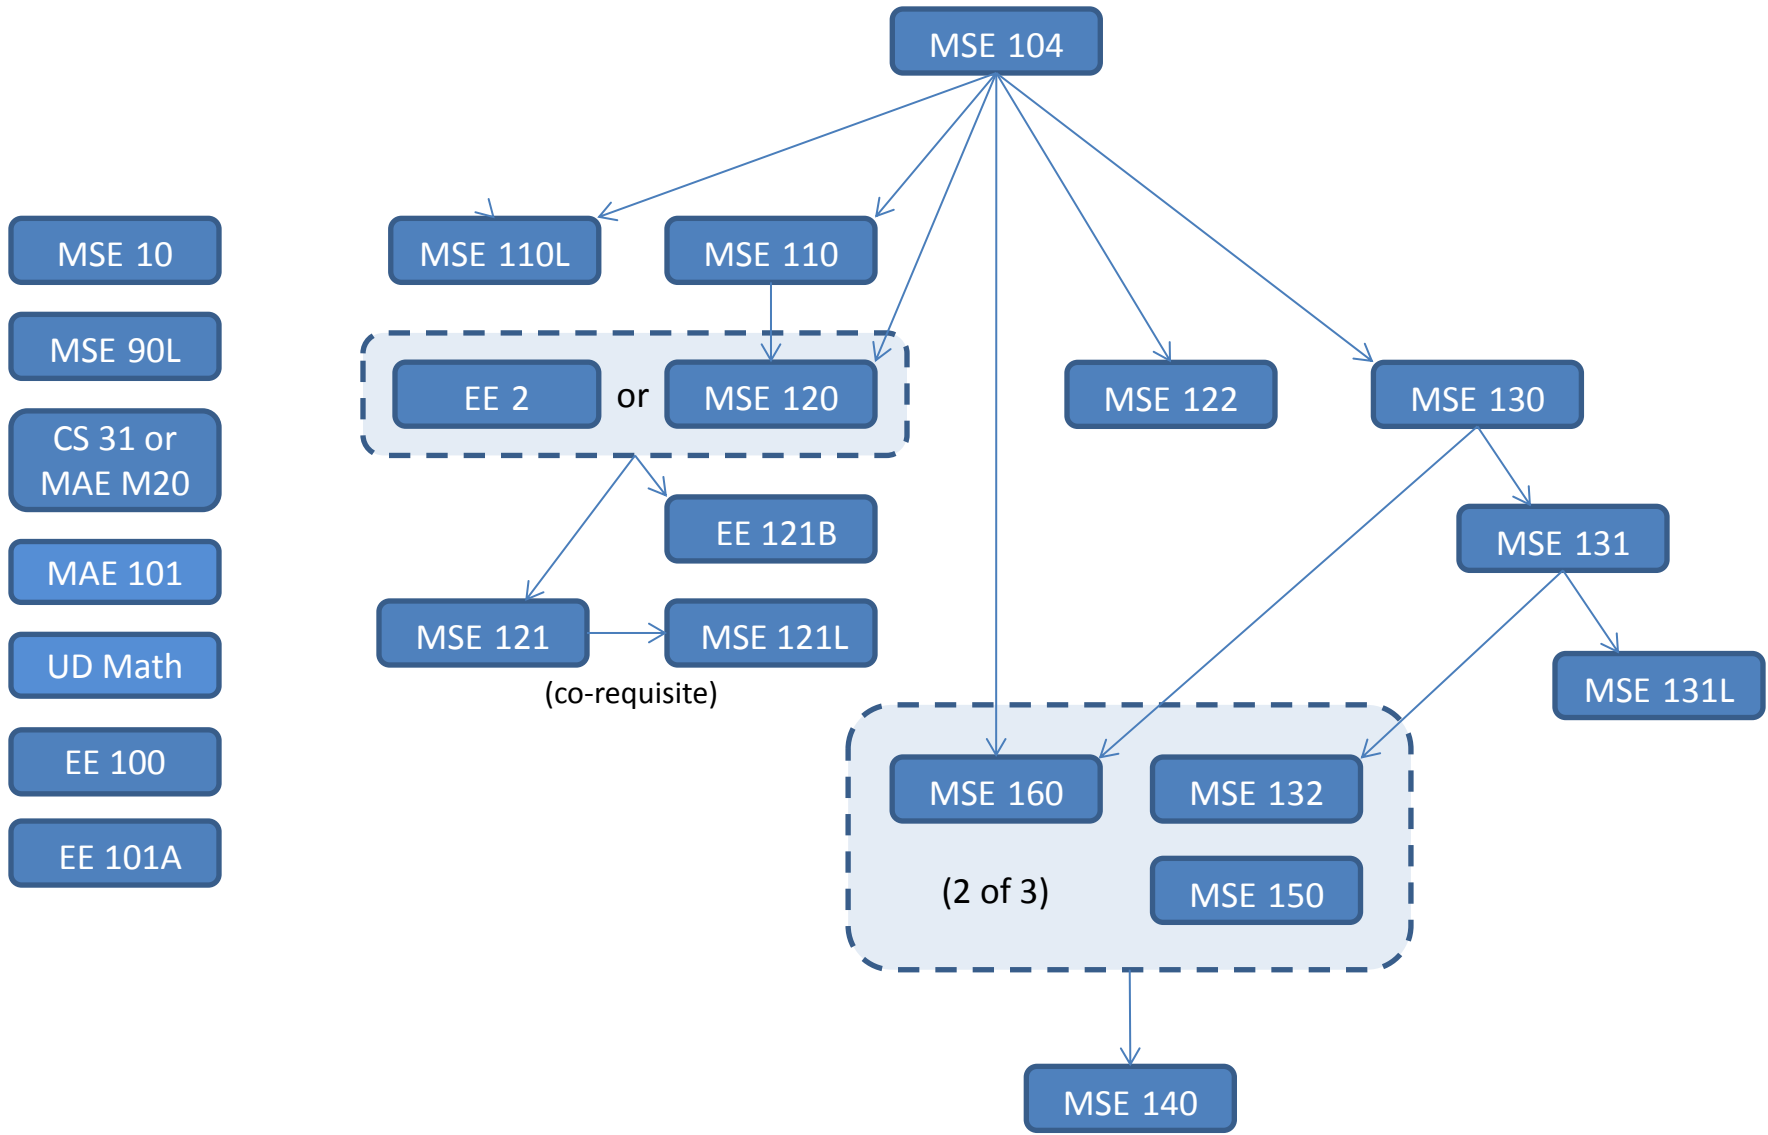 MSE 104
MSE 10
MSE 110L
MSE 110
MSE 90L
EE 2 or MSE 120
MSE 122
MSE 130
CS 31 or
MAE M20
EE 121B
MSE 131
MAE 101
MSE 121
MSE 121L
(co-requisite)
UD Math
MSE 131L
EE 100
MSE 160
MSE 132
EE 101A
(2 of 3)
MSE 150
MSE 140